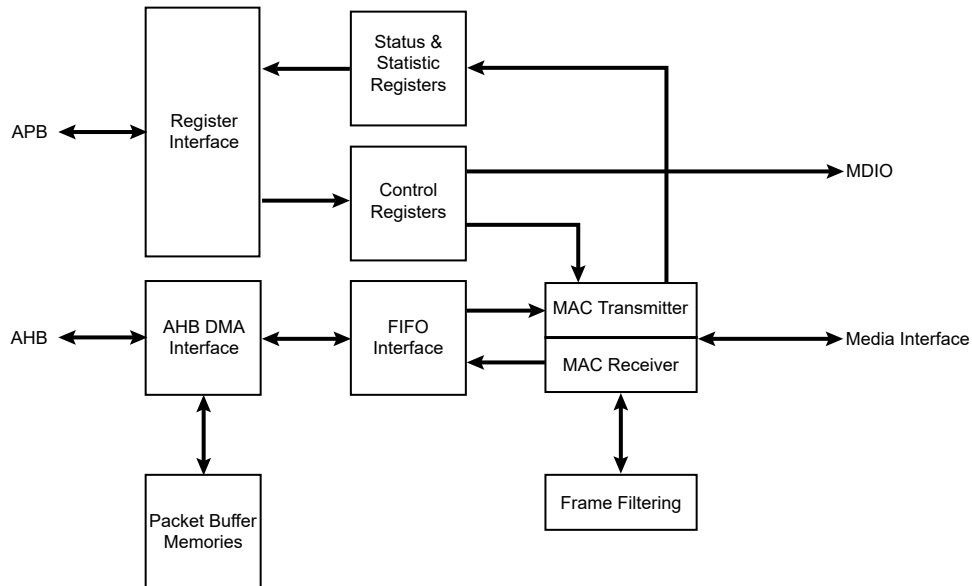 Status &
Statistic
Registers
APB
Register
Interface
Control
Registers
MDIO
MAC Transmitter
AHB
AHB DMA
Interface
FIFO
Interface
Media Interface
MAC Receiver
Packet Buffer
Memories
Frame Filtering